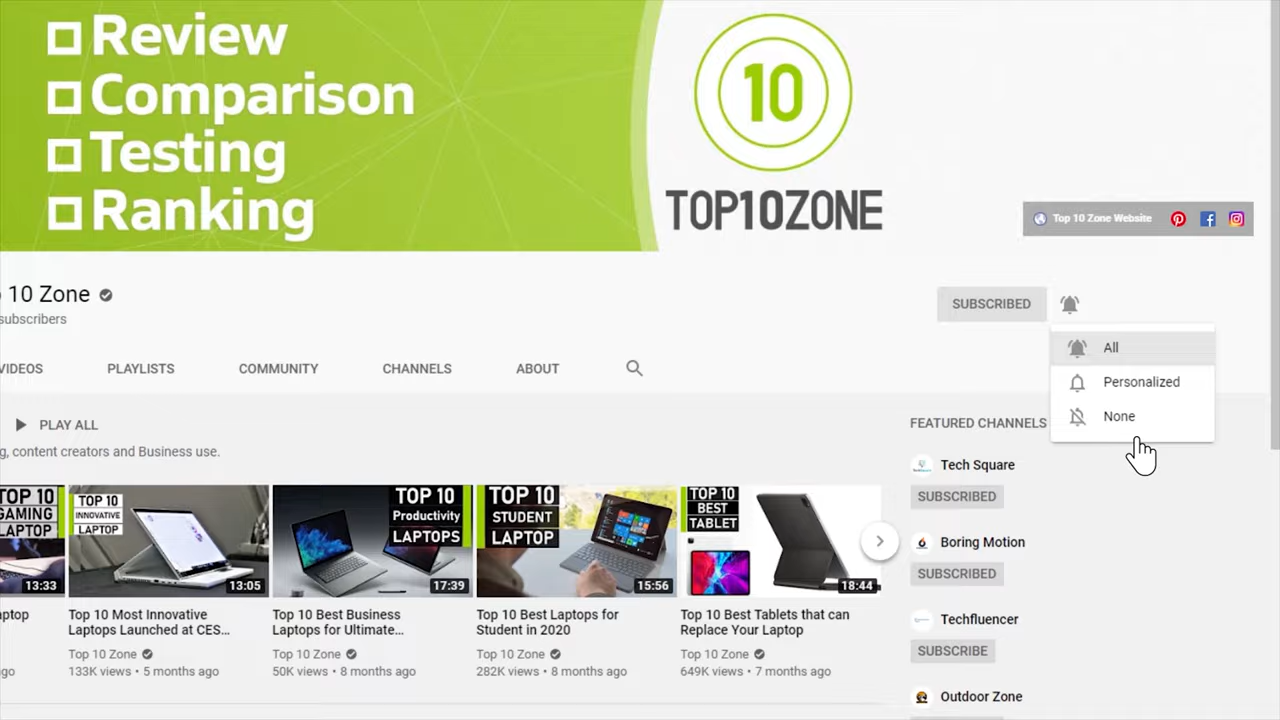 Review
Comparison
Testing
Ranking
10
TOP10ZONE
Top 10 Zone Website
10 Zone
subscribers
SUBSCRIBED
All
Personalized
None
VIDEOS
PLAYLISTS
COMMUNITY
CHANNELS
ABOUT
PLAY ALL
g, content creators and Business use.
FEATURED CHANNELS
Tech Square
SUBSCRIBED
Boring Motion
SUBSCRIBED
Techfluencer
SUBSCRIBE
Outdoor Zone
TOP 10
GAMING
LAPTOP
13:33
TOP 10
INNOVATIVE
LAPTOP
13:05
TOP 10
Productivity
LAPTOPS
17:39
TOP 10
STUDENT
LAPTOP
15:56
TOP 10
BEST
TABLET
18:44
aptop
go
Top 10 Most Innovative
Laptops Launched at CES...
Top 10 Zone
133K views • 5 months ago
Top 10 Best Business
Laptops for Ultimate...
Top 10 Zone
50K views • 8 months ago
Top 10 Best Laptops for
Student in 2020
Top 10 Zone
282K views • 8 months ago
Top 10 Best Tablets that can
Replace Your Laptop
Top 10 Zone
649K views • 7 months ago